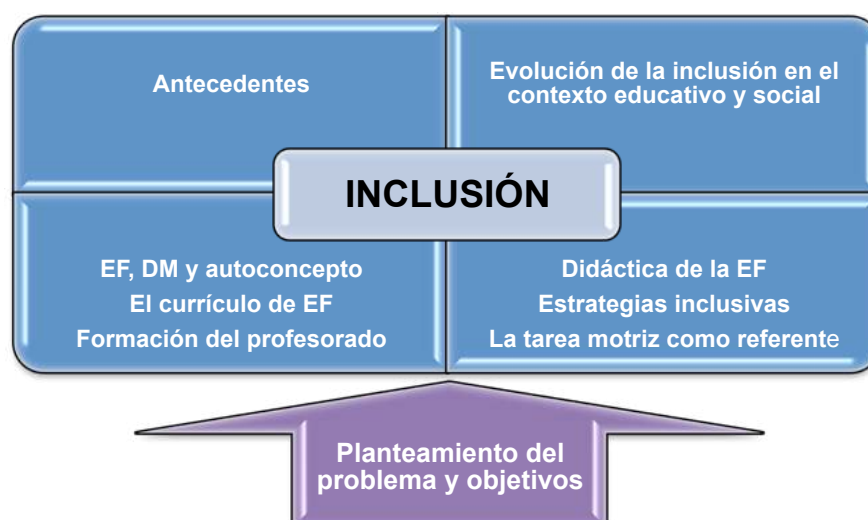 Antecedentes
Evolución de la inclusión en el
contexto educativo y social
INCLUSIÓN
EF, DM y autoconcepto
El currículo de EF
Formación del profesorado
Didáctica de la EF
Estrategias inclusivas
La tarea motriz como referente
Planteamiento del
problema y objetivos